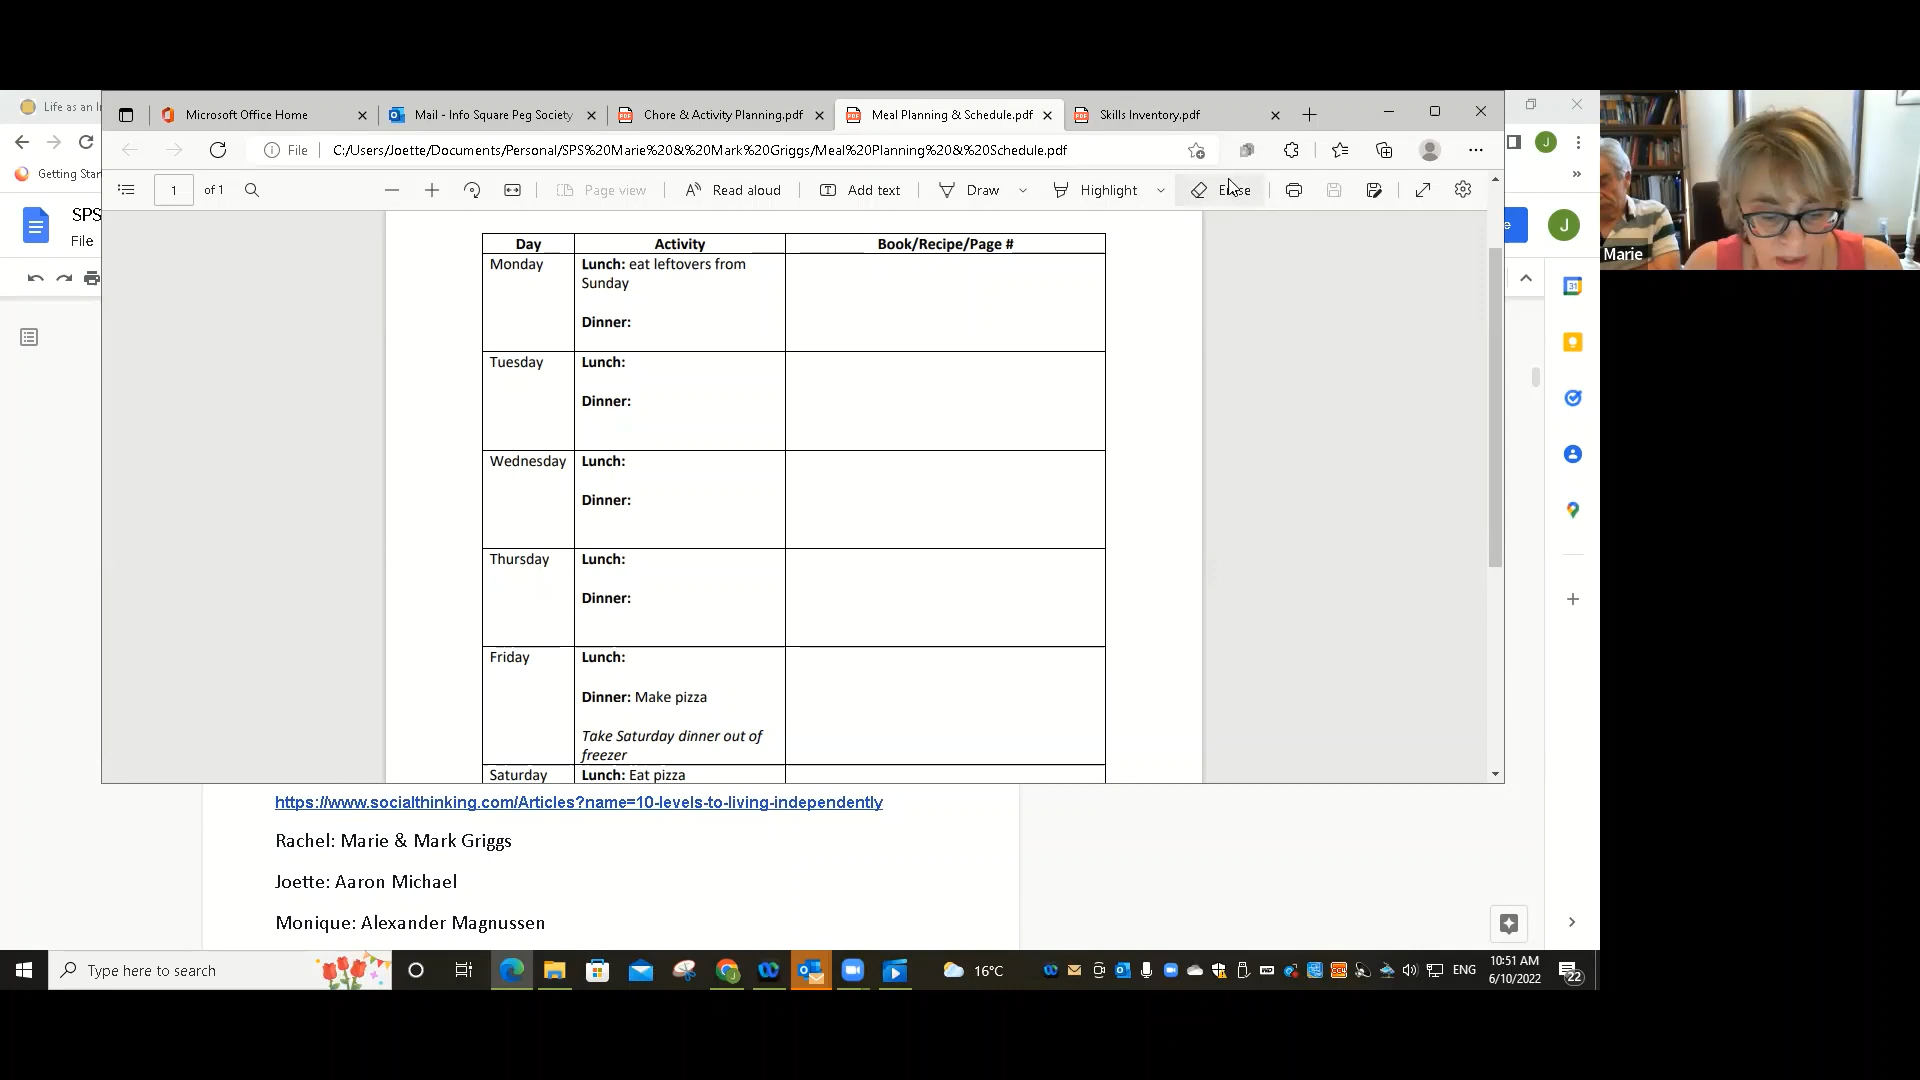 Life as an I
Microsoft Office Home
Mail - Info Square Peg Society
Chore & Activity Planning.pdf
Meal Planning & Schedule.pdf
Skills Inventory.pdf
File
C:/Users/Joette/Documents/Personal/SPS%20Marie%20&%20Mark%20Griggs/Meal%20Planning%20&%20Schedule.pdf
J
Getting Star
1
of 1
Page view
Read aloud
Add text
Draw
Highlight
SPS
File
J
Marie
31
Day
Activity
Book/Recipe/Page #
Monday
Lunch: eat leftovers from
Sunday
Dinner:
Tuesday
Lunch:
Dinner:
Wednesday
Lunch:
Dinner:
Thursday
Lunch:
Dinner:
Friday
Lunch:
Dinner: Make pizza
Take Saturday dinner out of
freezer
Saturday
Lunch: Eat pizza
https://www.socialthinking.com/Articles?name=10-levels-to-living-independently
Rachel: Marie & Mark Griggs
Joette: Aaron Michael
Monique: Alexander Magnussen
Type here to search
16°C
ENG
10:51 AM
6/10/2022
22